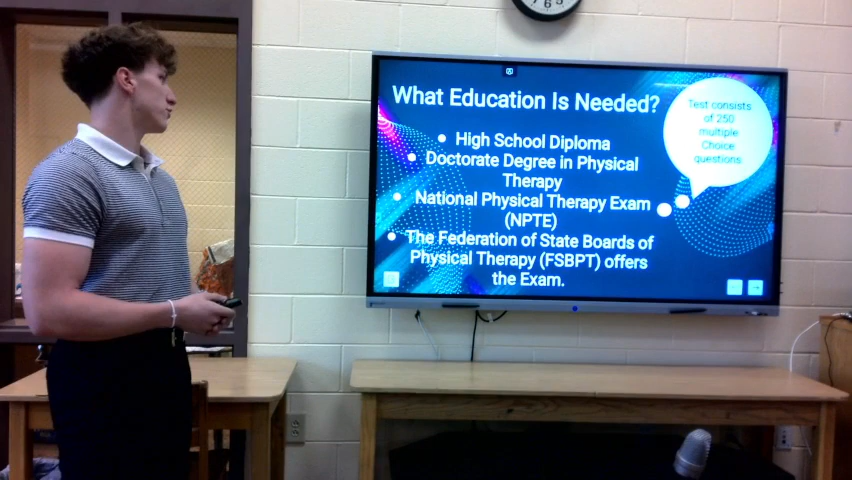 What Education Is Needed?
High School Diploma
Doctorate Degree in Physical
Therapy
National Physical Therapy Exam
(NPTE)
The Federation of State Boards of
Physical Therapy (FSBPT) offers
the Exam.
Test consists
of 250
multiple
Choice
questions.